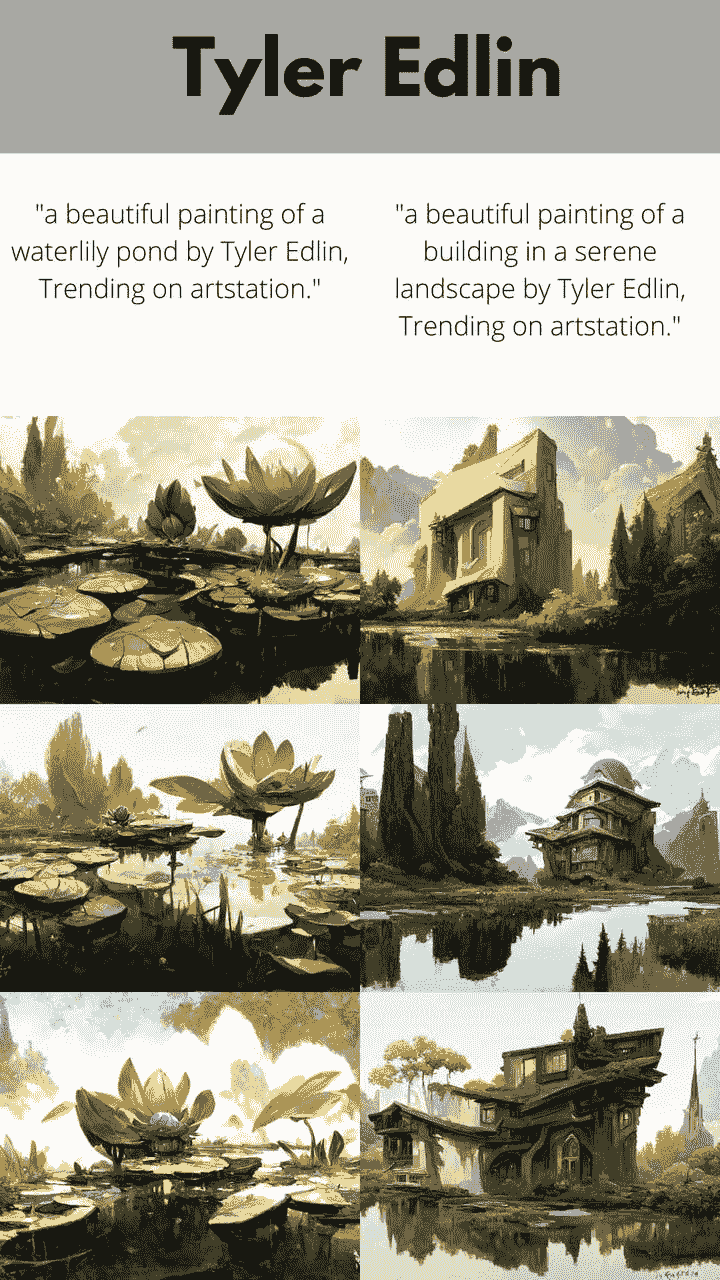 Tyler Edlin
"a beautiful painting of a
waterlily pond by Tyler Edlin,
Trending on artstation."
"a beautiful painting of a
building in a serene
landscape by Tyler Edlin,
Trending on artstation."